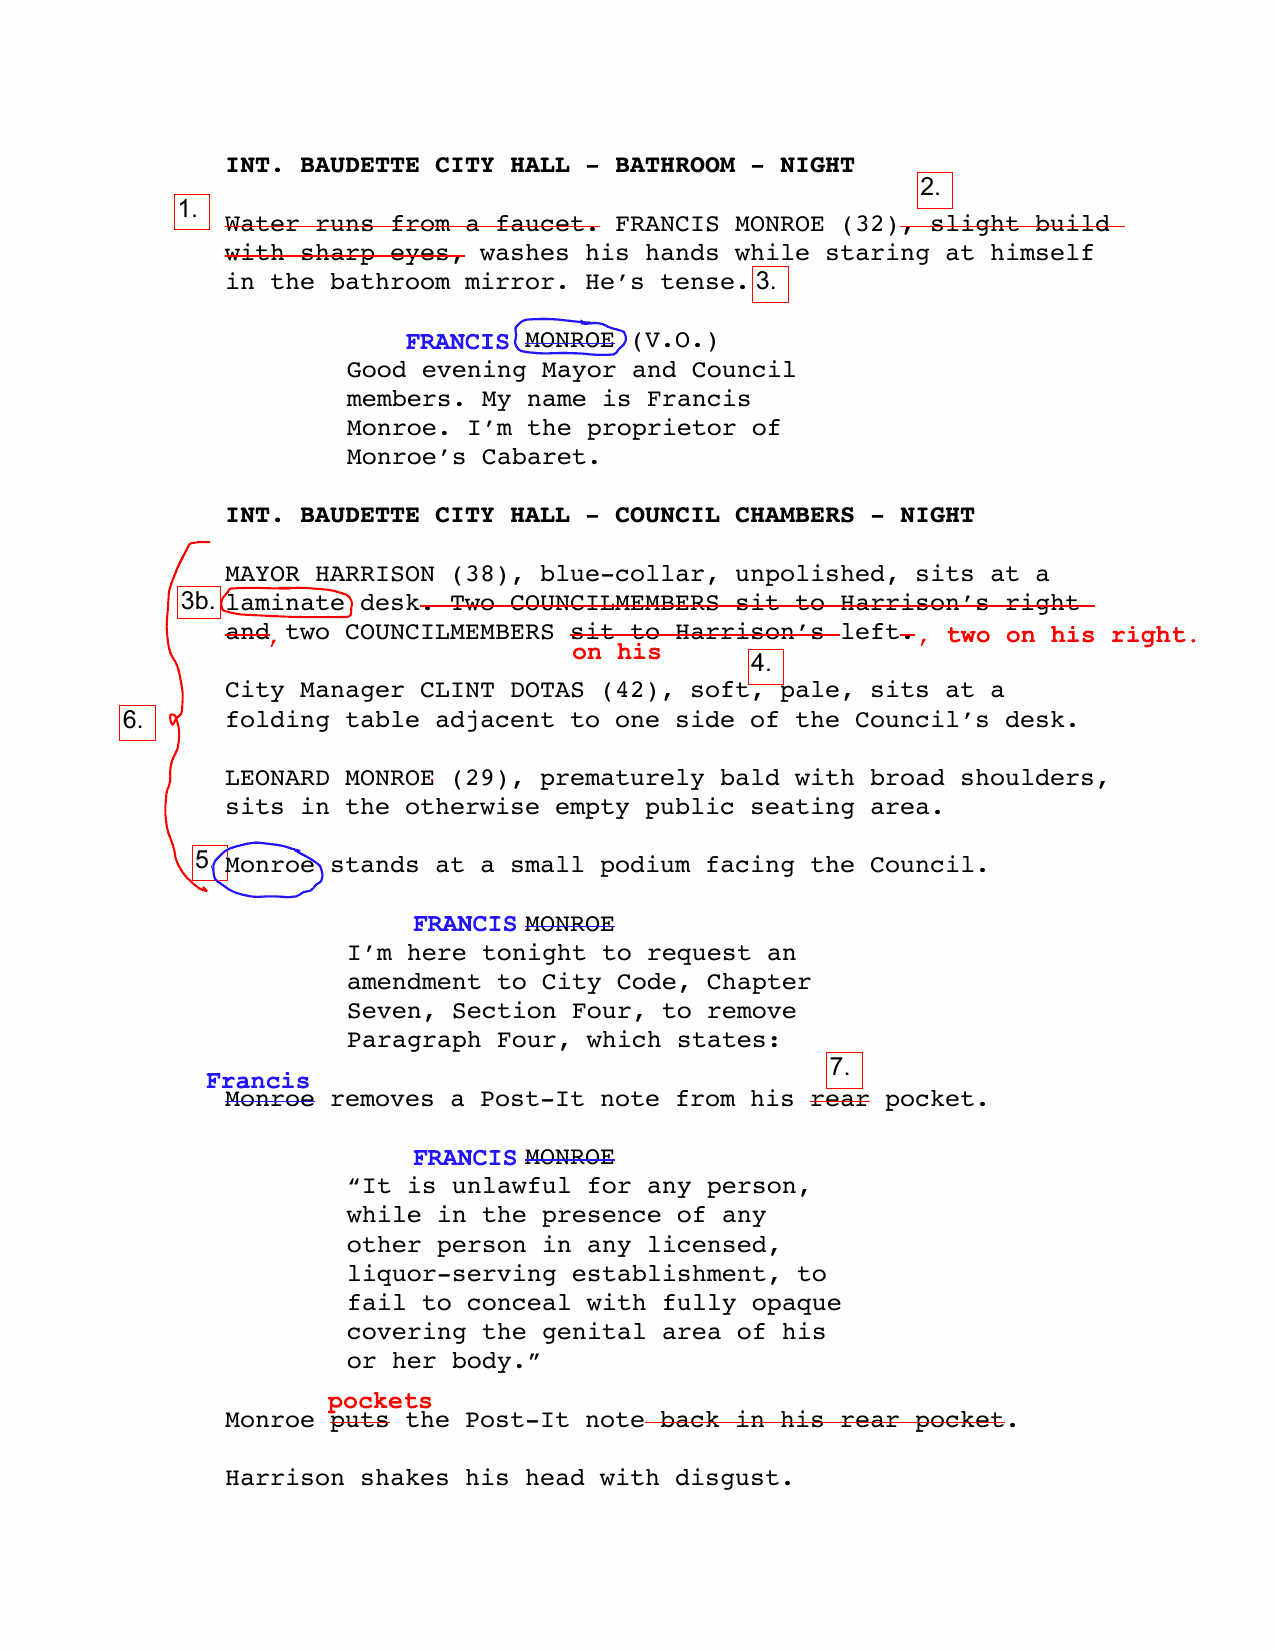 INT. BAUDETTE CITY HALL – BATHROOM – NIGHT
2.
1.
Water runs from a faucet. FRANCIS MONROE (32), slight build
with sharp eyes, washes his hands while staring at himself
in the bathroom mirror. He’s tense. 3.
FRANCIS MONROE (V.O.)
Good evening Mayor and Council
members. My name is Francis
Monroe. I’m the proprietor of
Monroe’s Cabaret.
INT. BAUDETTE CITY HALL – COUNCIL CHAMBERS – NIGHT
MAYOR HARRISON (38), blue-collar, unpolished, sits at a
3b. laminate desk. Two COUNCILMEMBERS sit to Harrison’s right
and, two COUNCILMEMBERS sit to Harrison’s left. , two on his right.
on his
4.
City Manager CLINT DOTAS (42), soft, pale, sits at a
6. folding table adjacent to one side of the Council’s desk.
LEONARD MONROE (29), prematurely bald with broad shoulders,
sits in the otherwise empty public seating area.
5. Monroe stands at a small podium facing the Council.
FRANCIS MONROE
I’m here tonight to request an
amendment to City Code, Chapter
Seven, Section Four, to remove
Paragraph Four, which states:
7.
Francis
Monroe removes a Post-It note from his rear pocket.
FRANCIS MONROE
“It is unlawful for any person,
while in the presence of any
other person in any licensed,
liquor-serving establishment, to
fail to conceal with fully opaque
covering the genital area of his
or her body.”
pockets
Monroe puts the Post-It note back in his rear pocket.
Harrison shakes his head with disgust.